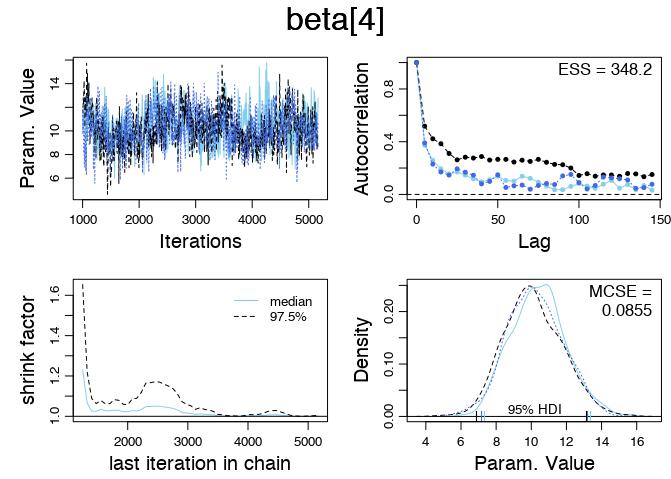 beta[4]
Param. Value
6 8 10 14
1000 2000 3000 4000 5000
Iterations
Autocorrelation
ESS = 348.2
0.0 0.4 0.8
0 50 100 150
Lag
shrink factor
median
97.5%
1.0 1.2 1.4 1.6
2000 3000 4000 5000
last iteration in chain
Density
MCSE =
0.0855
0.00 0.10 0.20
95% HDI
4 6 8 10 12 14 16
Param. Value